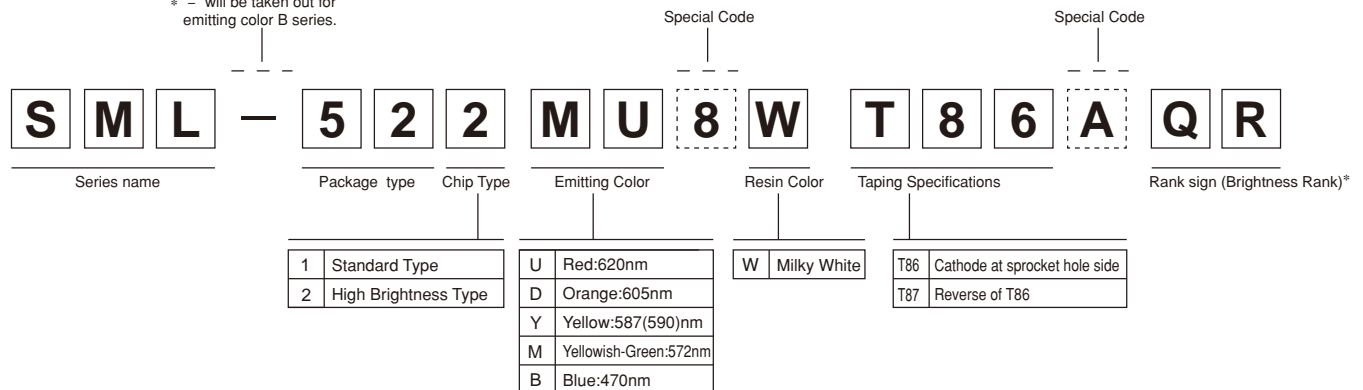 * – will be taken out for
emitting color B series.
Special Code
Special Code
S M L — 5 2 2 M U 8 W T 8 6 A Q R
Series name
Package type
Chip Type
Emitting Color
Resin Color
Taping Specifications
Rank sign (Brightness Rank)*
1 Standard Type
2 High Brightness Type
U Red:620nm
D Orange:605nm
Y Yellow:587(590)nm
M Yellowish-Green:572nm
B Blue:470nm
W Milky White
T86 Cathode at sprocket hole side
T87 Reverse of T86